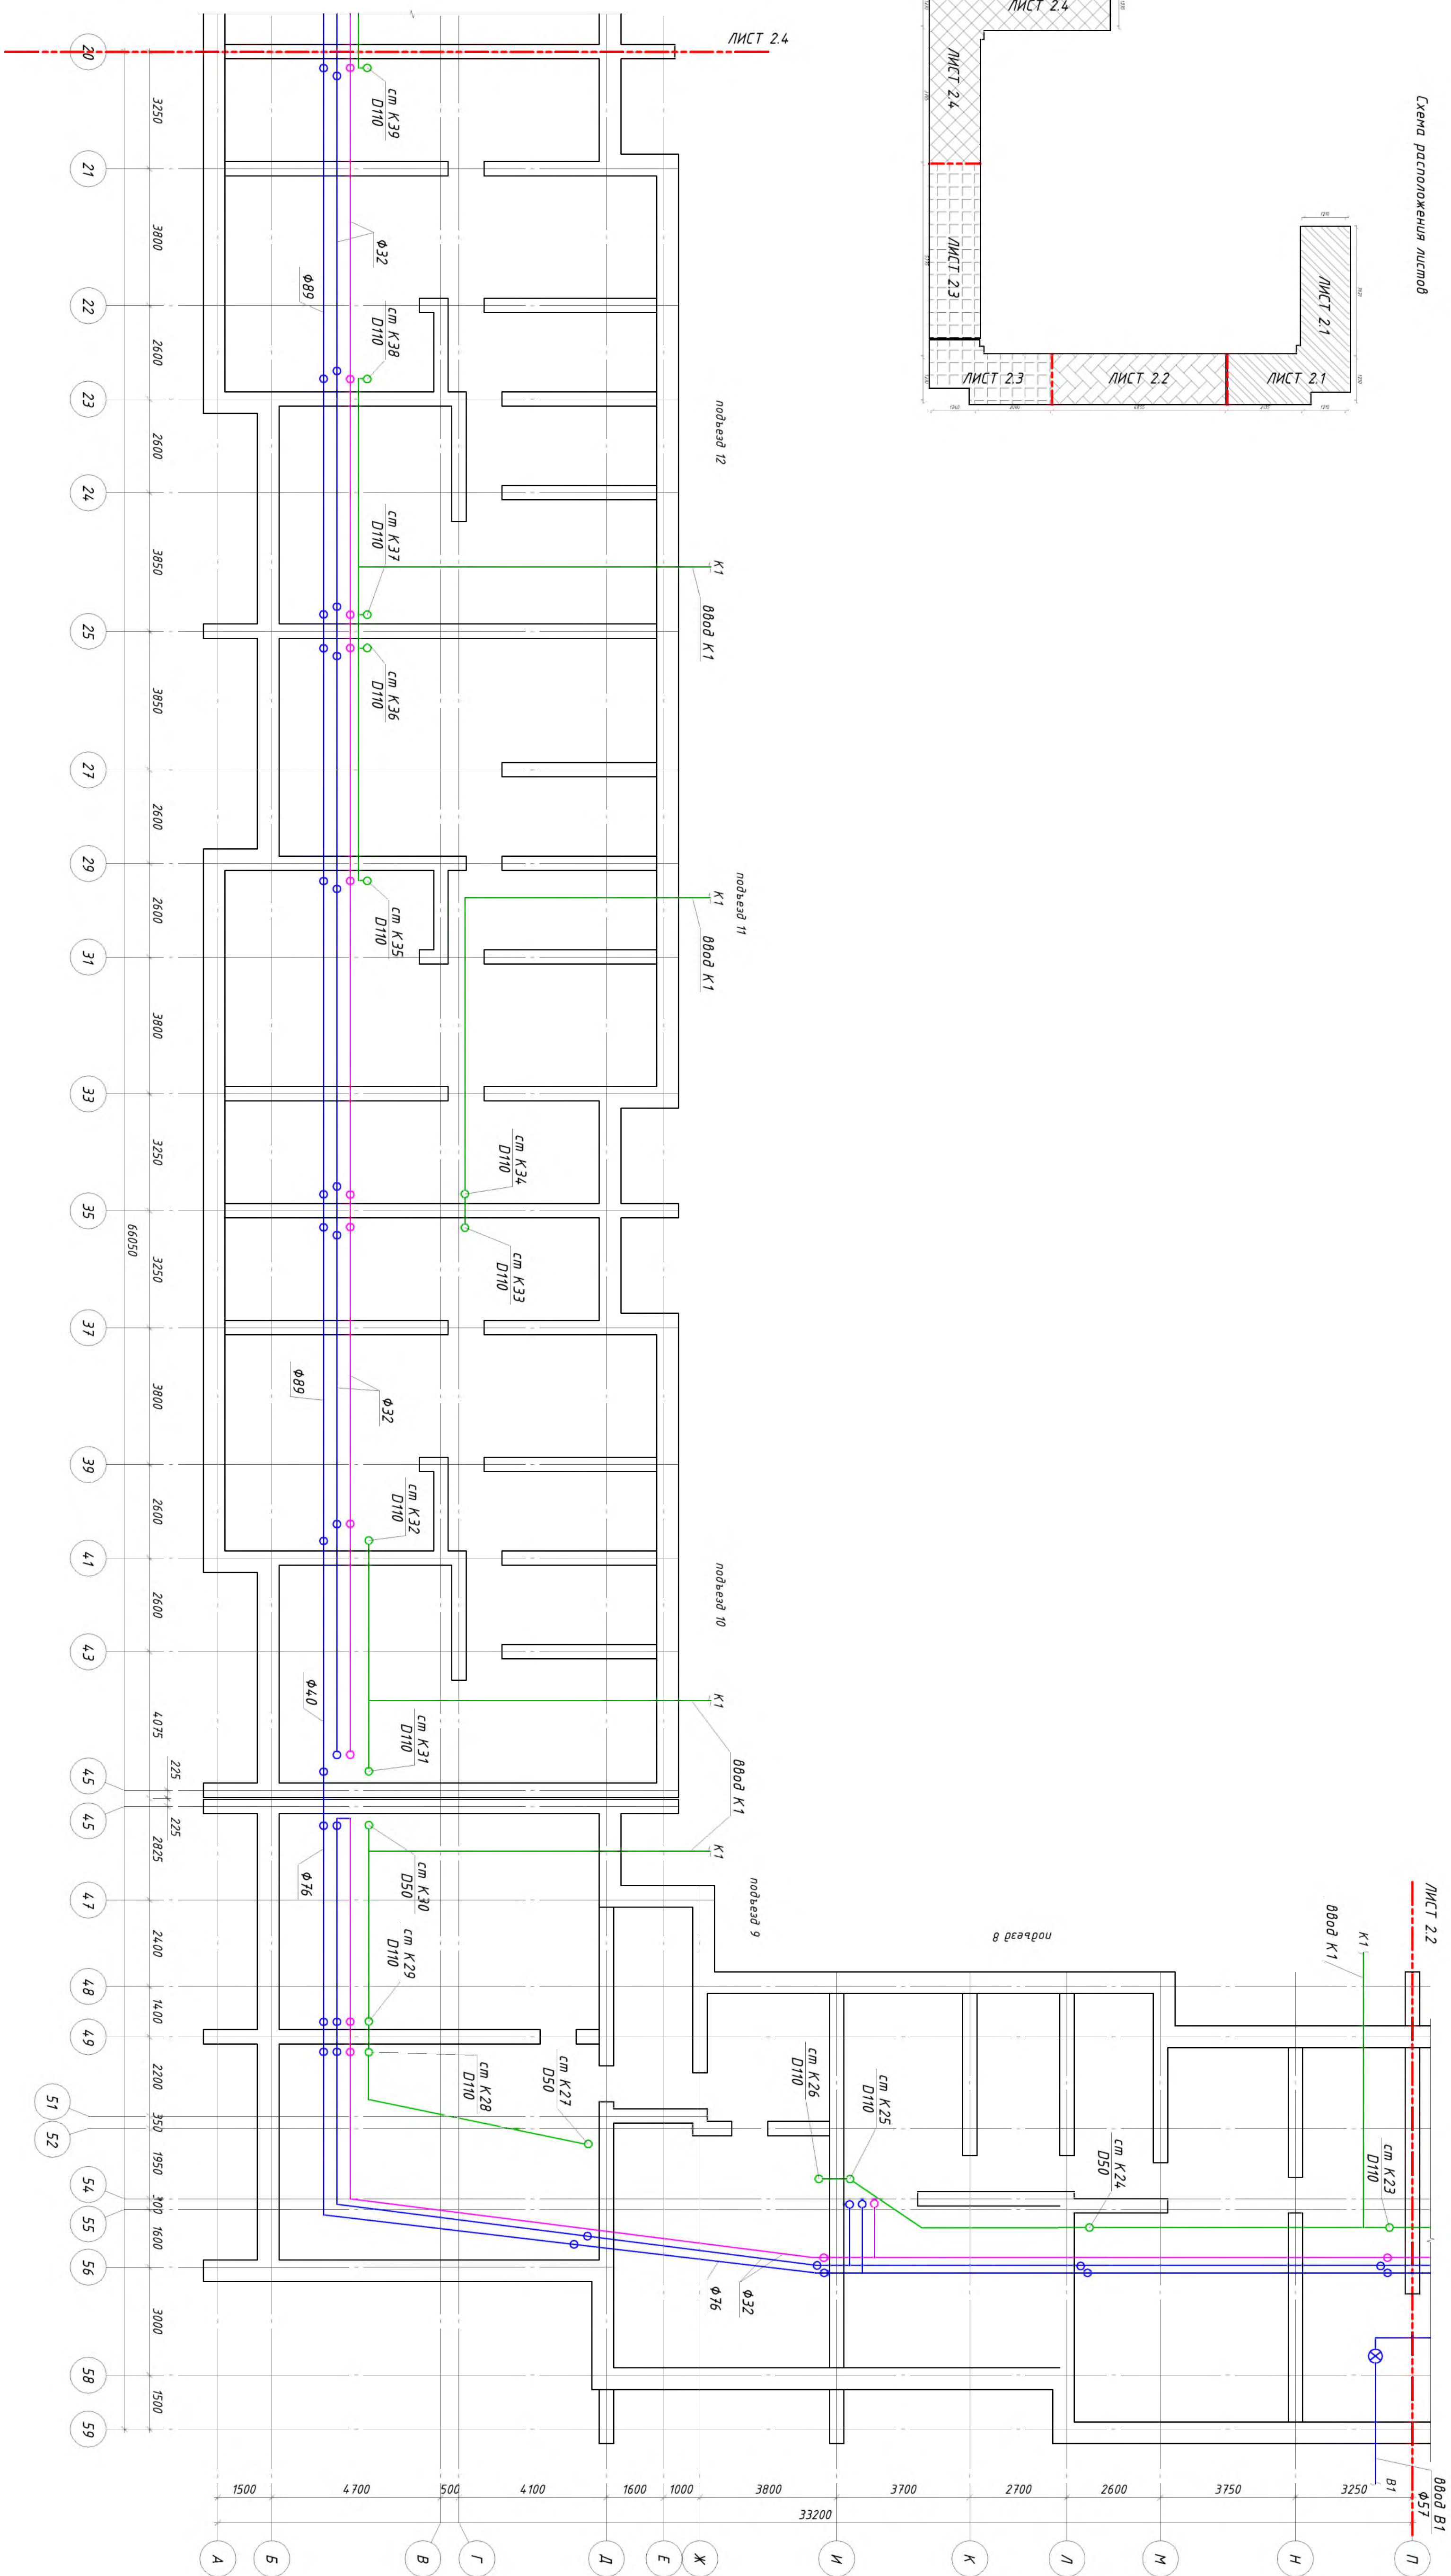 Схема расположения листов
ЛИСТ 2.4
ЛИСТ 2.4
ЛИСТ 2.3
ЛИСТ 2.3
ЛИСТ 2.2
ЛИСТ 2.1
ЛИСТ 2.1
ЛИСТ 2.4
ст К39
D110
ф32
ф89
ст К38
D110
подъезд 12
ст К37
D110
К1
ввод К1
ст К36
D110
ст К35
D110
подъезд 11
К1
ввод К1
ст К34
D110
ст К33
D110
ф89
ф32
ст К32
D110
подъезд 10
К1
ввод К1
К1
ф40
ст К31
D110
ст К30
D50
ф76
ст К29
D110
ст К28
D110
ст К27
D50
подъезд 9
подъезд 8
ст К26
D110
ст К25
D110
ст К24
D50
ст К23
D110
К1
ввод К1
ЛИСТ 2.2
ф76
ф32
ввод В1
ф57
В1
20
21
22
23
24
25
27
29
31
33
35
37
39
41
43
45
45
47
48
49
51
52
54
55
56
58
59
3250
3800
2600
2600
3850
3850
2600
2600
3800
3250
3250
3800
2600
2600
4075
225
225
2825
2400
1400
2200
350
1950
300
1600
3000
1500
66050
1500
4700
500
4100
1600
1000
3800
3700
2700
2600
3750
3250
33200
А
Б
В
Г
Д
Е
Ж
И
К
Л
М
Н
П